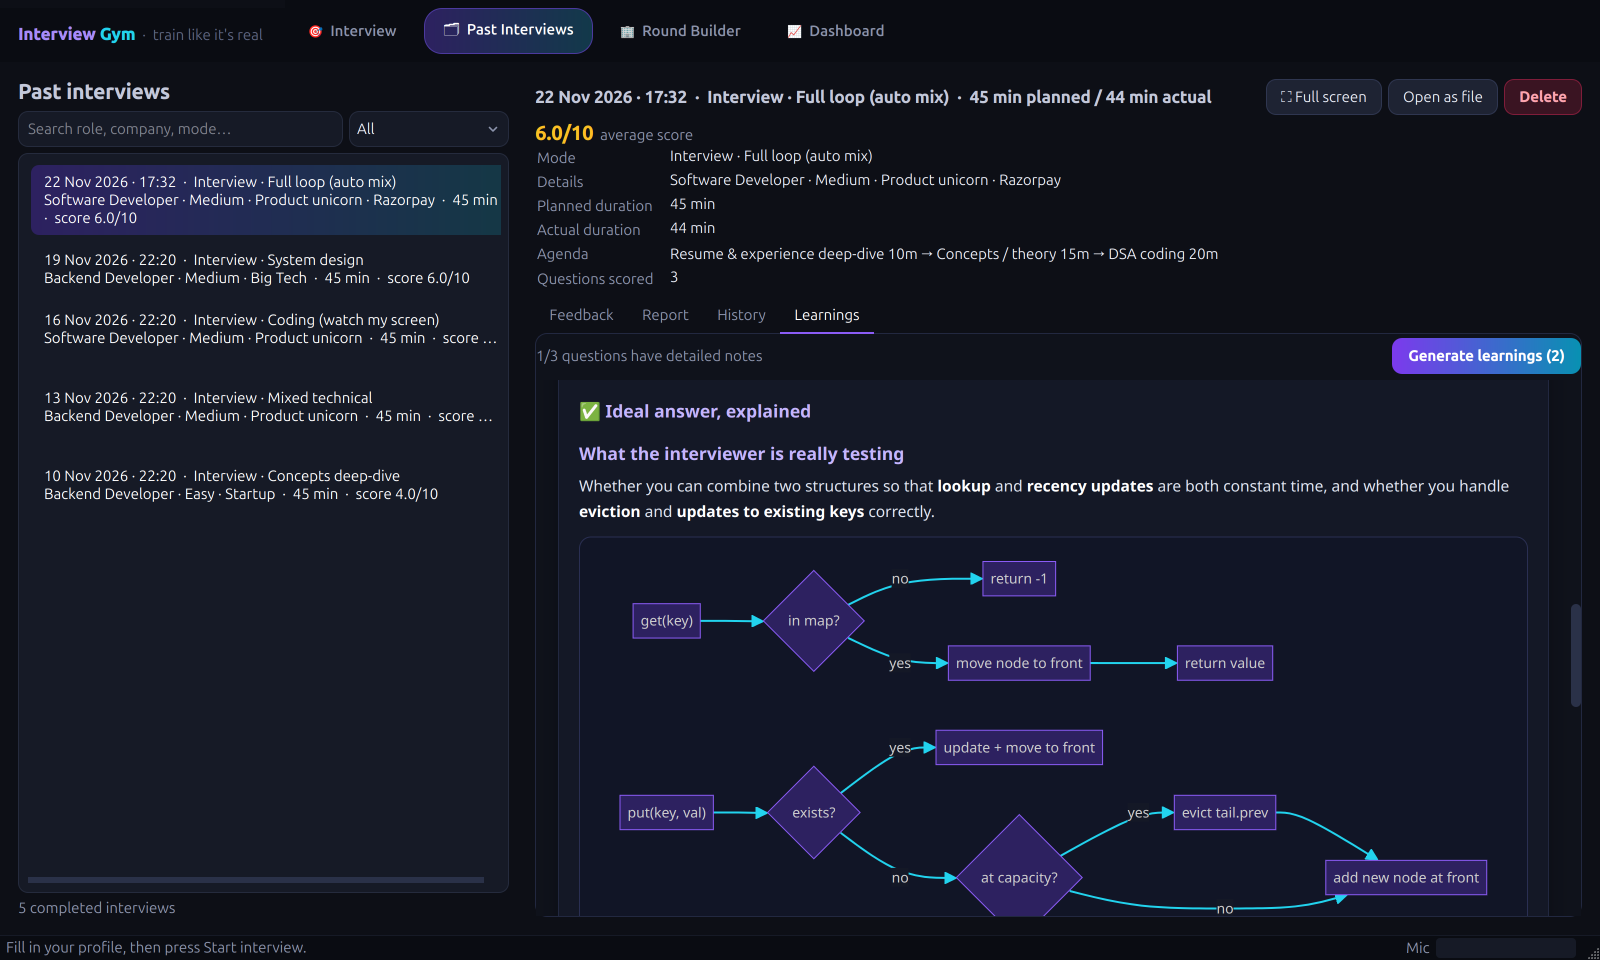 Interview Gym · train like it's real
🎯 Interview
Past Interviews
Round Builder
Dashboard
Past interviews
Search role, company, mode…
All
22 Nov 2026 · 17:32 · Interview · Full loop (auto mix)
Software Developer · Medium · Product unicorn · Razorpay · 45 min
· score 6.0/10
19 Nov 2026 · 22:20 · Interview · System design
Backend Developer · Medium · Big Tech · 45 min · score 6.0/10
16 Nov 2026 · 22:20 · Interview · Coding (watch my screen)
Software Developer · Medium · Product unicorn · 45 min · score …
13 Nov 2026 · 22:20 · Interview · Mixed technical
Backend Developer · Medium · Product unicorn · 45 min · score …
10 Nov 2026 · 22:20 · Interview · Concepts deep-dive
Backend Developer · Easy · Startup · 45 min · score 4.0/10
5 completed interviews
22 Nov 2026 · 17:32 · Interview · Full loop (auto mix) · 45 min planned / 44 min actual
Full screen
Open as file
Delete
6.0/10 average score
Mode Interview · Full loop (auto mix)
Details Software Developer · Medium · Product unicorn · Razorpay
Planned duration 45 min
Actual duration 44 min
Agenda Resume & experience deep-dive 10m → Concepts / theory 15m → DSA coding 20m
Questions scored 3
Feedback
Report
History
Learnings
1/3 questions have detailed notes
Generate learnings (2)
✅ Ideal answer, explained
What the interviewer is really testing
Whether you can combine two structures so that lookup and recency updates are both constant time, and whether you handle
eviction and updates to existing keys correctly.
get(key)
in map?
no
return -1
yes
move node to front
return value
put(key, val)
exists?
yes
update + move to front
no
at capacity?
yes
evict tail.prev
no
add new node at front
Fill in your profile, then press Start interview.
Mic